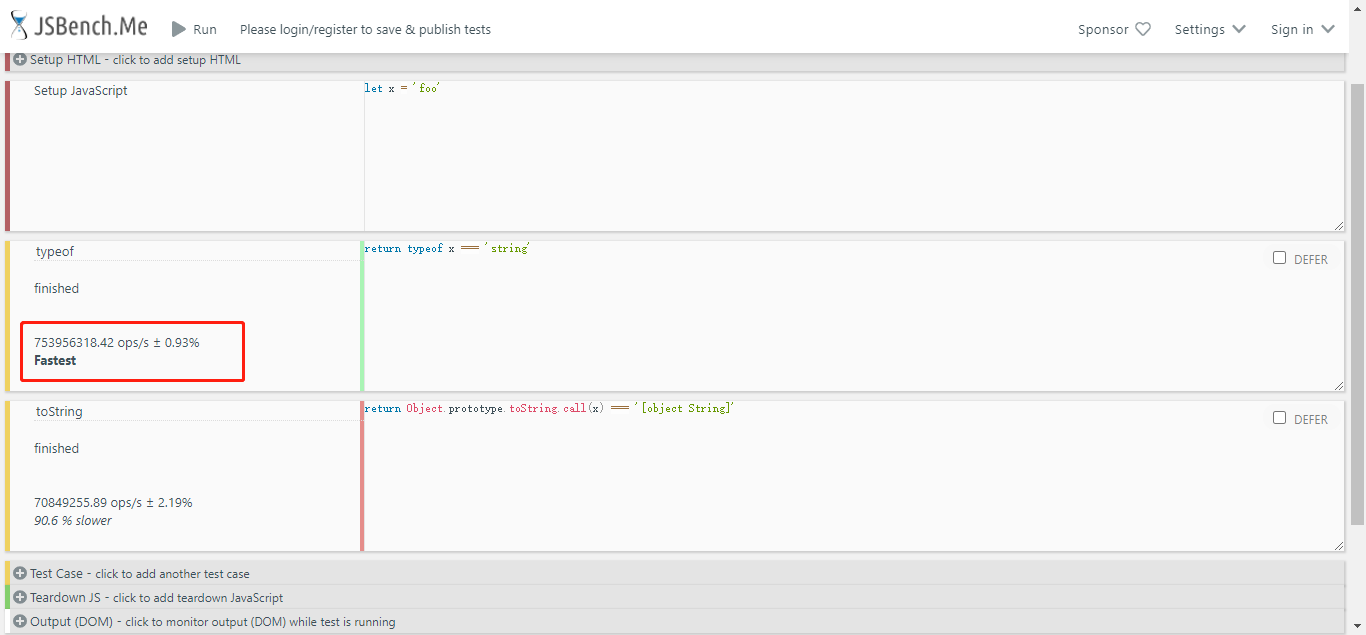 JSBench.Me Run Please login/register to save & publish tests Sponsor Settings Sign in
Setup HTML - click to add setup HTML
Setup JavaScript
let x = 'foo'
typeof
return typeof x === 'string'
DEFER
finished
753956318.42 ops/s ± 0.93%
Fastest
toString
return Object.prototype.toString.call(x) === '[object String]'
DEFER
finished
70849255.89 ops/s ± 2.19%
90.6 % slower
Test Case - click to add another test case
Teardown JS - click to add teardown JavaScript
Output (DOM) - click to monitor output (DOM) while test is running